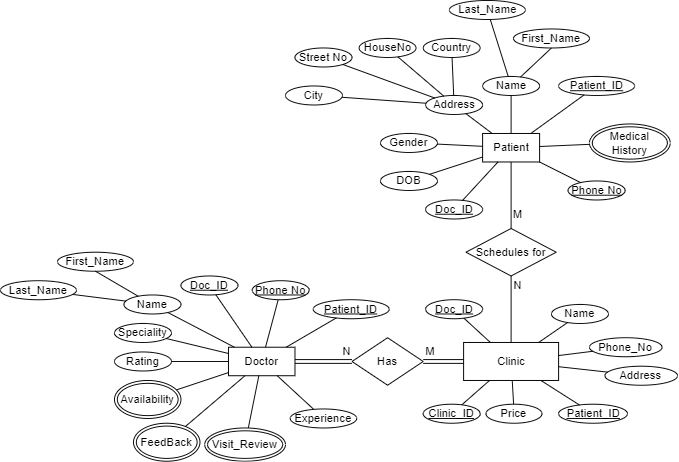 Last_Name
First_Name
HouseNo
Country
Street No
Name
Patient_ID
City
Address
Gender
Patient
Medical
History
DOB
Phone No
Doc_ID
M
Schedules for
N
First_Name
Last_Name
Name
Doc_ID
Phone No
Patient_ID
Doc_ID
Name
Speciality
Rating
Doctor
N
Has
M
Clinic
Phone_No
Address
Availability
FeedBack
Visit_Review
Experience
Clinic_ID
Price
Patient_ID